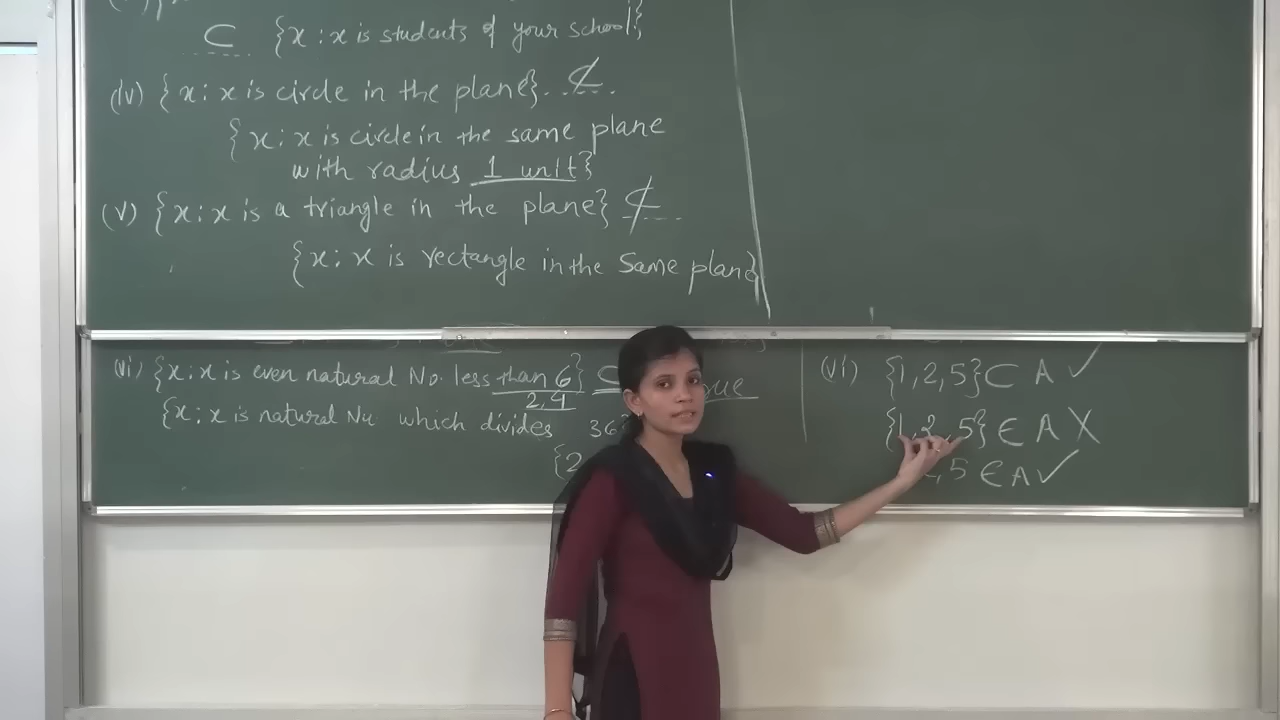 ⊂ {x : x is students of your school}
(iv) {x : x is circle in the plane} ⊄
{x : x is circle in the same plane
with radius 1 unit}
(v) {x : x is a triangle in the plane} ⊄
{x : x is rectangle in the same plane}
(vi) {x : x is even natural No. less than 6} ⊂
2,4
{x : x is natural Nu. which divides 36
{2
(vi) {1,2,5} ⊂ A ✓
{1,2,5} ∈ A X
,5 ∈ A ✓